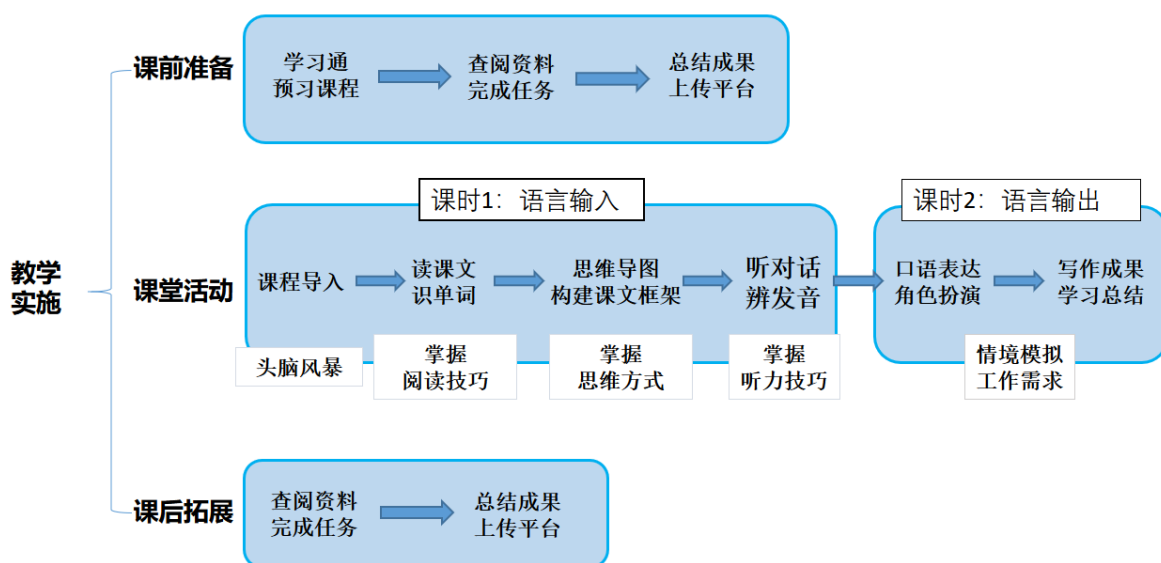 课前准备
学习通
预习课程
查阅资料
完成任务
总结成果
上传平台
教学
实施
课堂活动
课时1：语言输入
课程导入
读课文
识单词
思维导图
构建课文框架
听对话
辨发音
头脑风暴
掌握
阅读技巧
掌握
思维方式
掌握
听力技巧
课时2：语言输出
口语表达
角色扮演
写作成果
学习总结
情境模拟
工作需求
课后拓展
查阅资料
完成任务
总结成果
上传平台